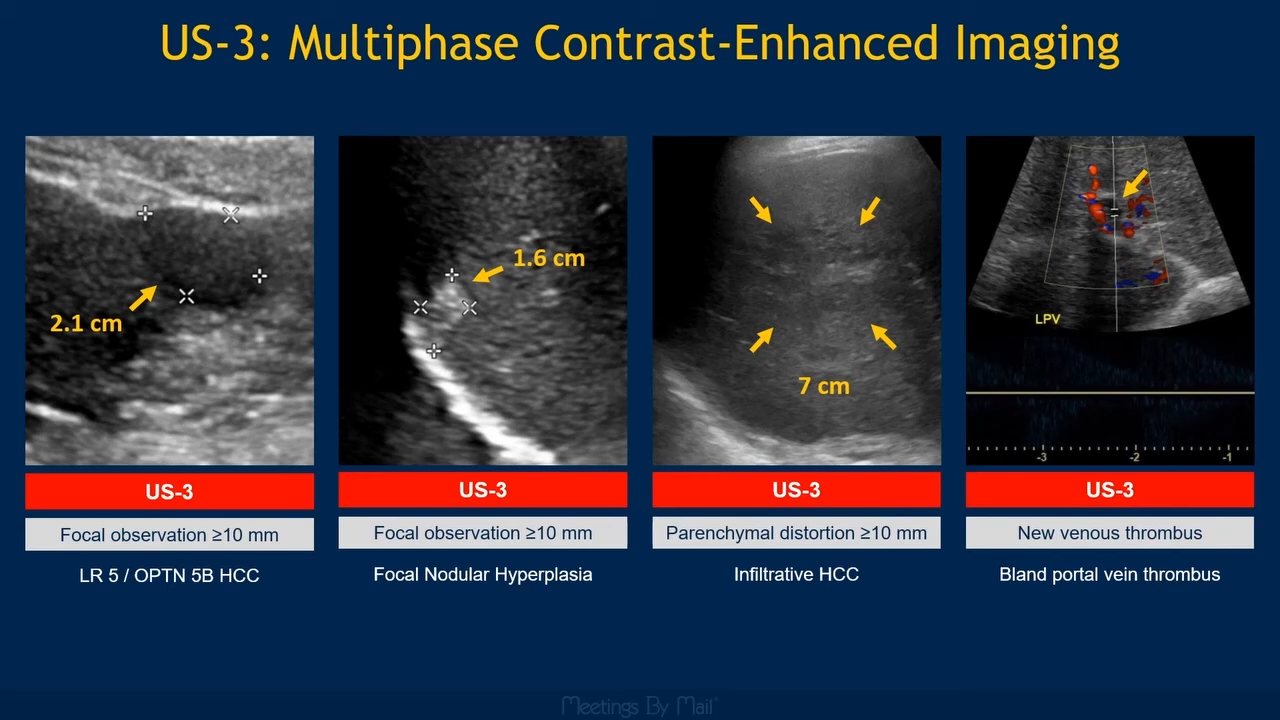 US-3: Multiphase Contrast-Enhanced Imaging
2.1 cm
1.6 cm
7 cm
LPV
-3 -2 -1
US-3
US-3
US-3
US-3
Focal observation ≥10 mm
Focal observation ≥10 mm
Parenchymal distortion ≥10 mm
New venous thrombus
LR 5 / OPTN 5B HCC
Focal Nodular Hyperplasia
Infiltrative HCC
Bland portal vein thrombus
Meetings By Mail